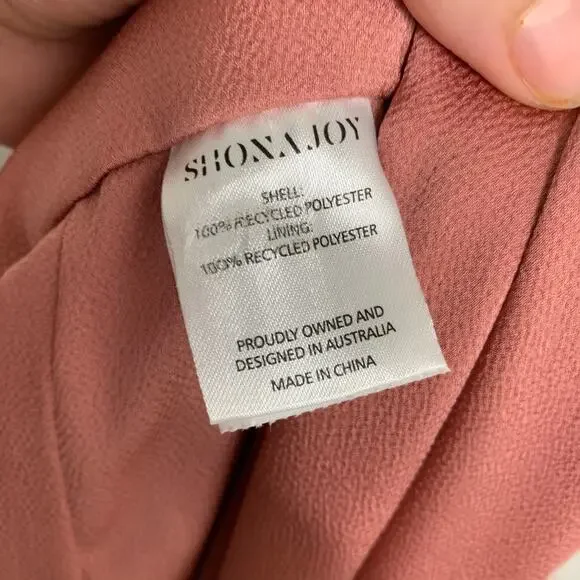 SHONA JOY
SHELL:
100% RECYCLED POLYESTER
LINING:
100% RECYCLED POLYESTER
PROUDLY OWNED AND
DESIGNED IN AUSTRALIA
MADE IN CHINA